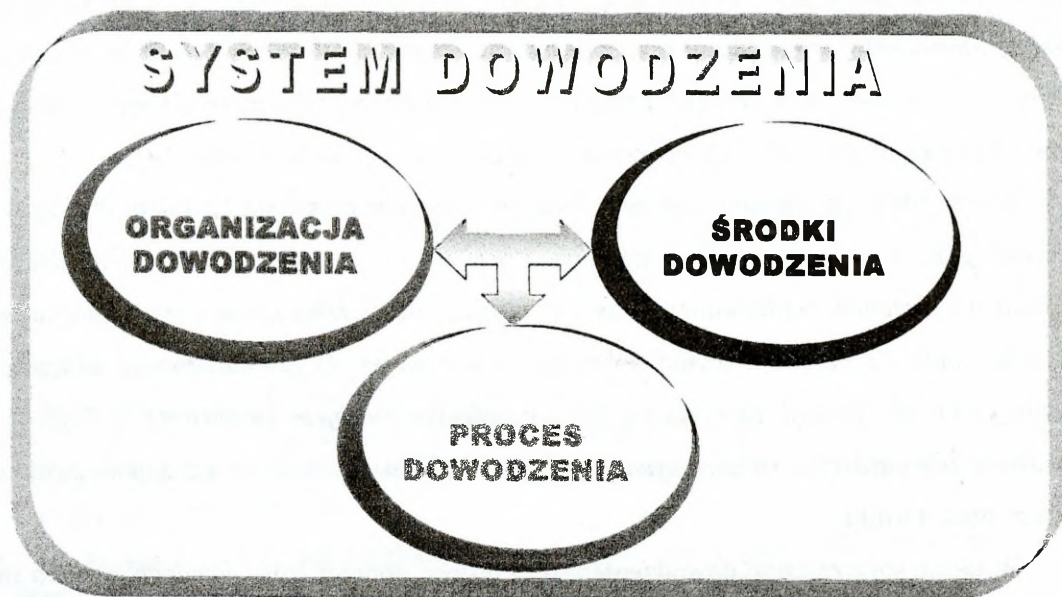 SYSTEM DOWODZENIA
ORGANIZACJA
DOWODZENIA
ŚRODKI
DOWODZENIA
PROCES
DOWODZENIA